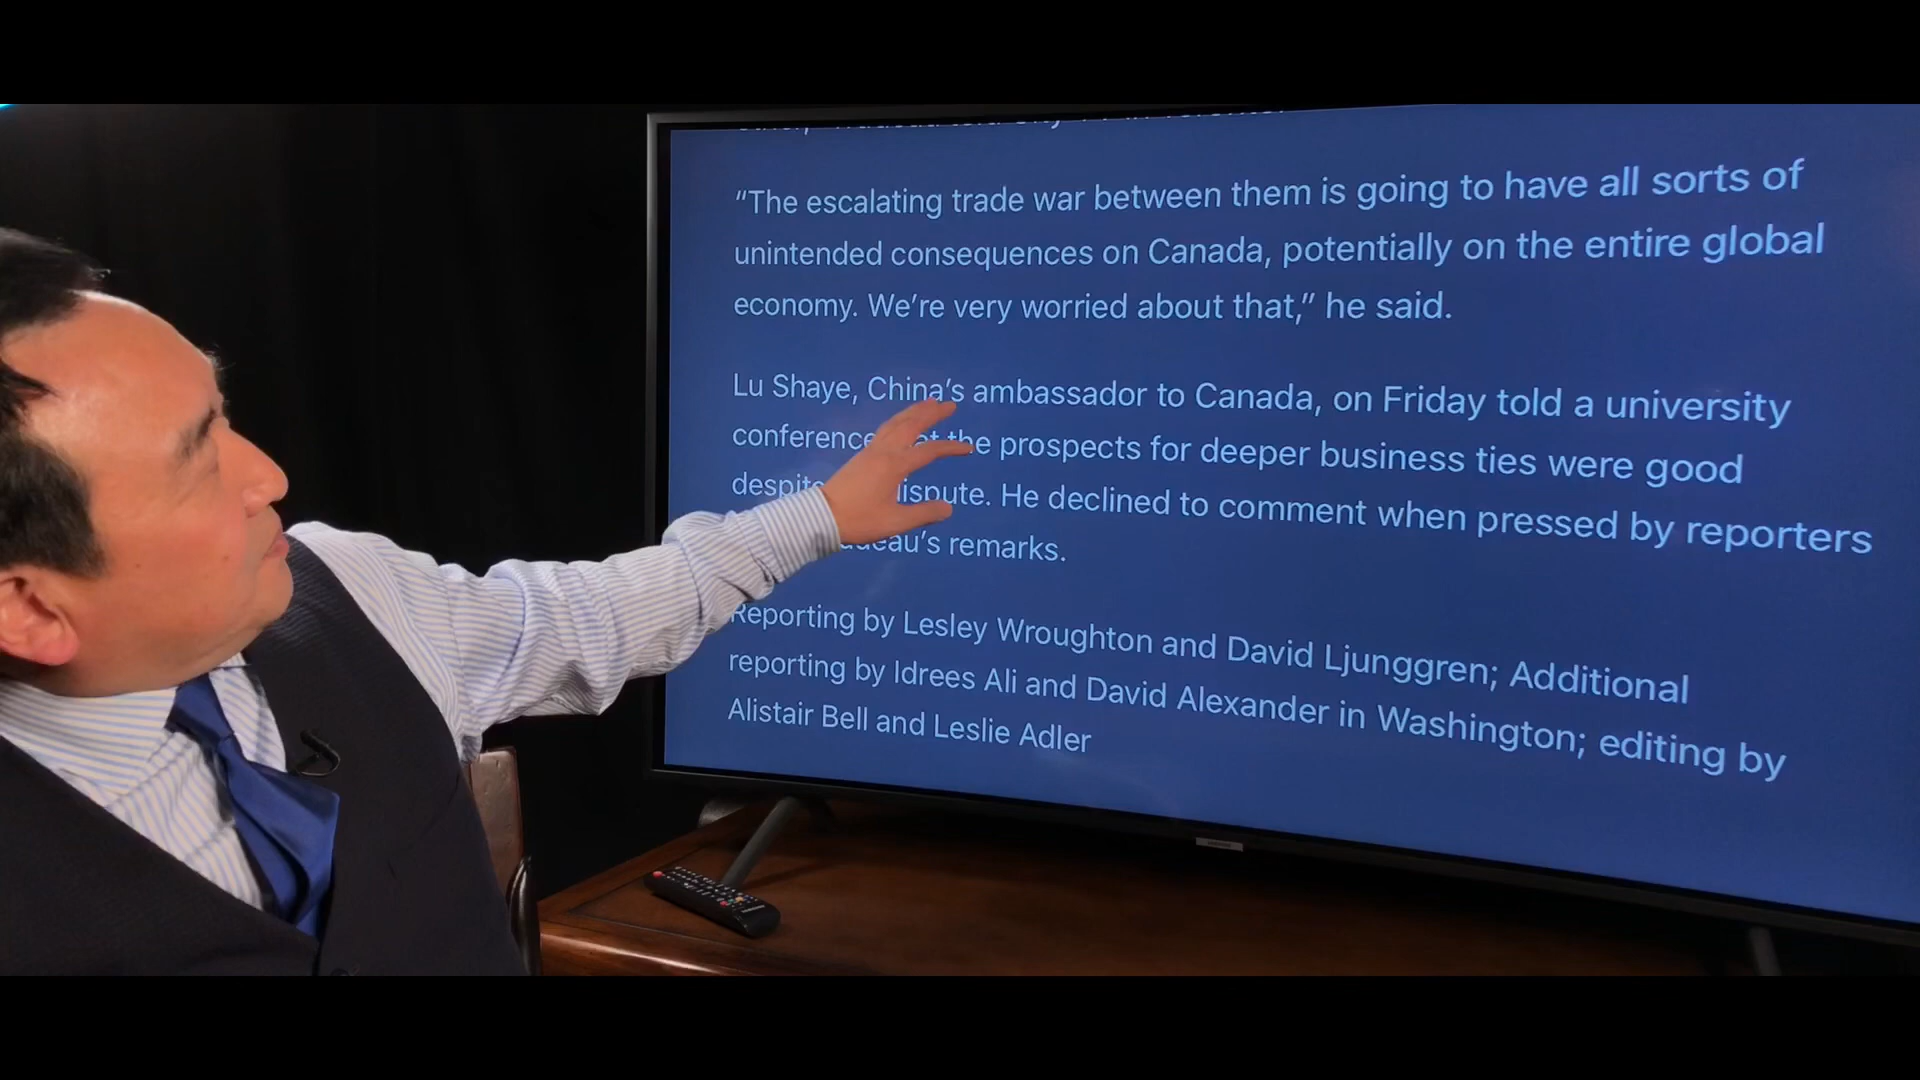 “The escalating trade war between them is going to have all sorts of
unintended consequences on Canada, potentially on the entire global
economy. We’re very worried about that,” he said.
Lu Shaye, China’s ambassador to Canada, on Friday told a university
conference the prospects for deeper business ties were good
despite dispute. He declined to comment when pressed by reporters
remarks.
Reporting by Lesley Wroughton and David Ljunggren; Additional
reporting by Idrees Ali and David Alexander in Washington; editing by
Alistair Bell and Leslie Adler
SAMSUNG